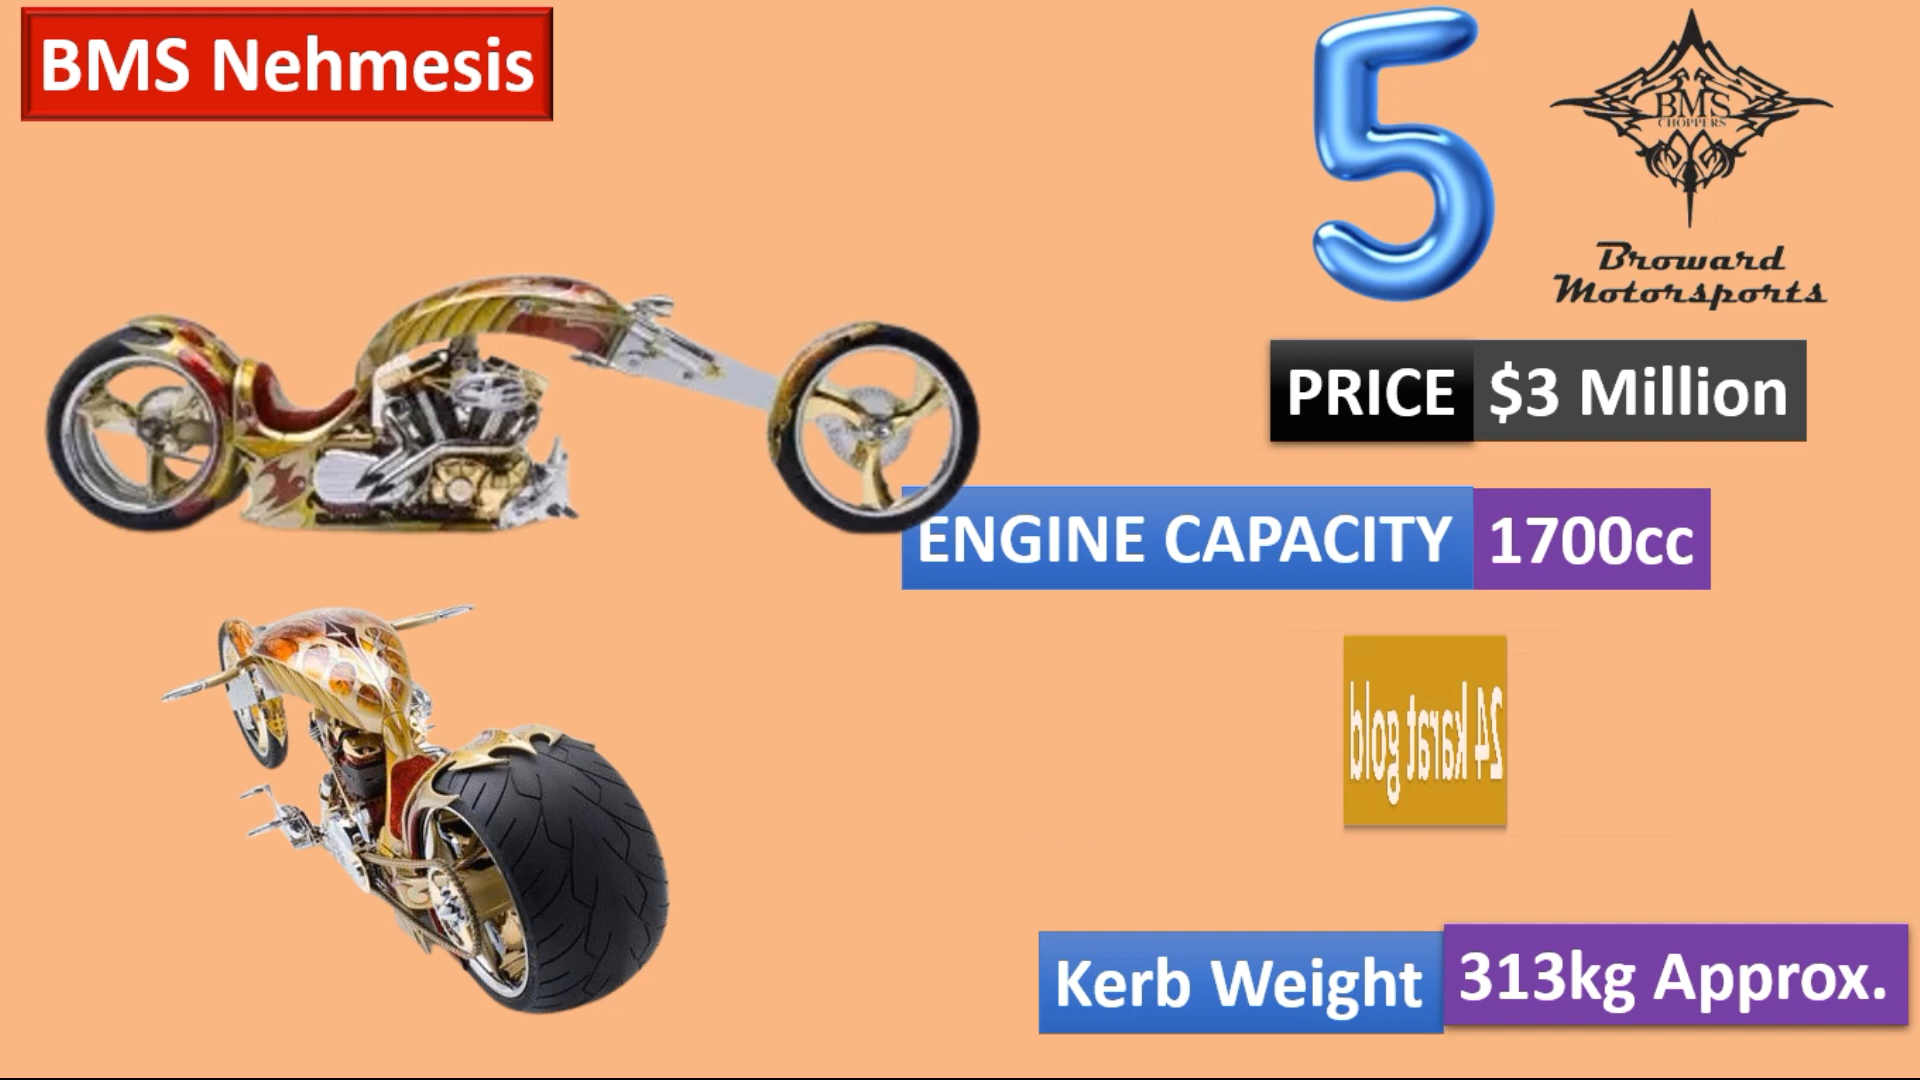 BMS Nehmesis
5
BMS
CHOPPERS
Broward
Motorsports
PRICE $3 Million
ENGINE CAPACITY 1700cc
24 karat gold
Kerb Weight 313kg Approx.